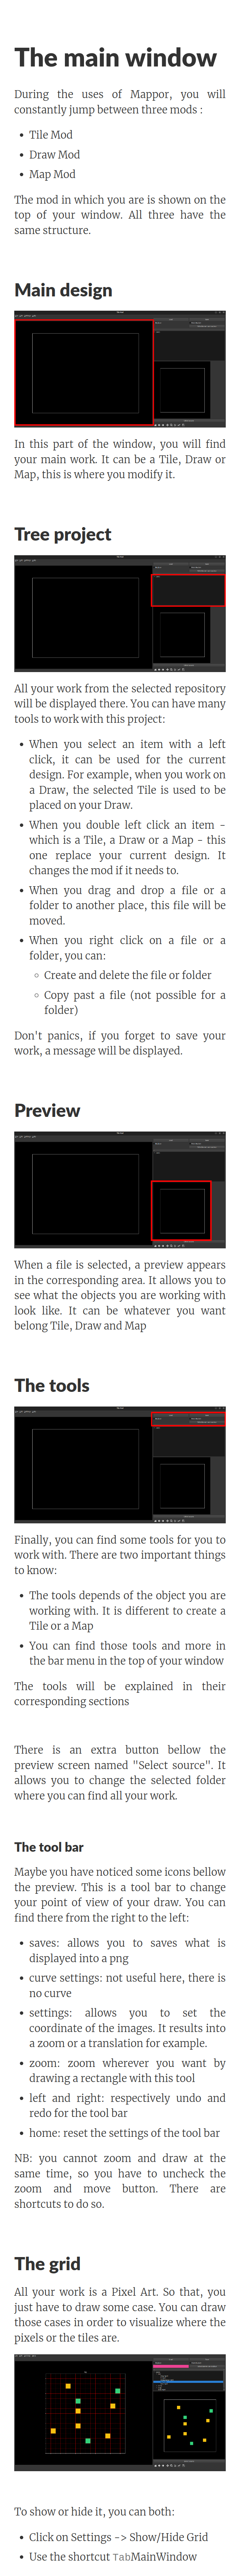 The main window
During the uses of Mappor, you will
constantly jump between three mods :
• Tile Mod
• Draw Mod
• Map Mod
The mod in which you are is shown on the
top of your window. All three have the
same structure.
Main design
In this part of the window, you will find
your main work. It can be a Tile, Draw or
Map, this is where you modify it.
Tree project
All your work from the selected repository
will be displayed there. You can have many
tools to work with this project:
• When you select an item with a left
click, it can be used for the current
design. For example, when you work on
a Draw, the selected Tile is used to be
placed on your Draw.
• When you double left click an item -
which is a Tile, a Draw or a Map - this
one replace your current design. It
changes the mod if it needs to.
• When you drag and drop a file or a
folder to another place, this file will be
moved.
• When you right click on a file or a
folder, you can:
◦ Create and delete the file or folder
◦ Copy past a file (not possible for a
folder)
Don't panics, if you forget to save your
work, a message will be displayed.
Preview
When a file is selected, a preview appears
in the corresponding area. It allows you to
see what the objects you are working with
look like. It can be whatever you want
belong Tile, Draw and Map
The tools
Finally, you can find some tools for you to
work with. There are two important things
to know:
• The tools depends of the object you are
working with. It is different to create a
Tile or a Map
• You can find those tools and more in
the bar menu in the top of your window
The tools will be explained in their
corresponding sections
There is an extra button bellow the
preview screen named "Select source". It
allows you to change the selected folder
where you can find all your work.
The tool bar
Maybe you have noticed some icons bellow
the preview. This is a tool bar to change
your point of view of your draw. You can
find there from the right to the left:
• saves: allows you to saves what is
displayed into a png
• curve settings: not useful here, there is
no curve
• settings: allows you to set the
coordinate of the images. It results into
a zoom or a translation for example.
• zoom: zoom wherever you want by
drawing a rectangle with this tool
• left and right: respectively undo and
redo for the tool bar
• home: reset the settings of the tool bar
NB: you cannot zoom and draw at the
same time, so you have to uncheck the
zoom and move button. There are
shortcuts to do so.
The grid
All your work is a Pixel Art. So that, you
just have to draw some case. You can draw
those cases in order to visualize where the
pixels or the tiles are.
To show or hide it, you can both:
• Click on Settings -> Show/Hide Grid
• Use the shortcut TabMainWindow